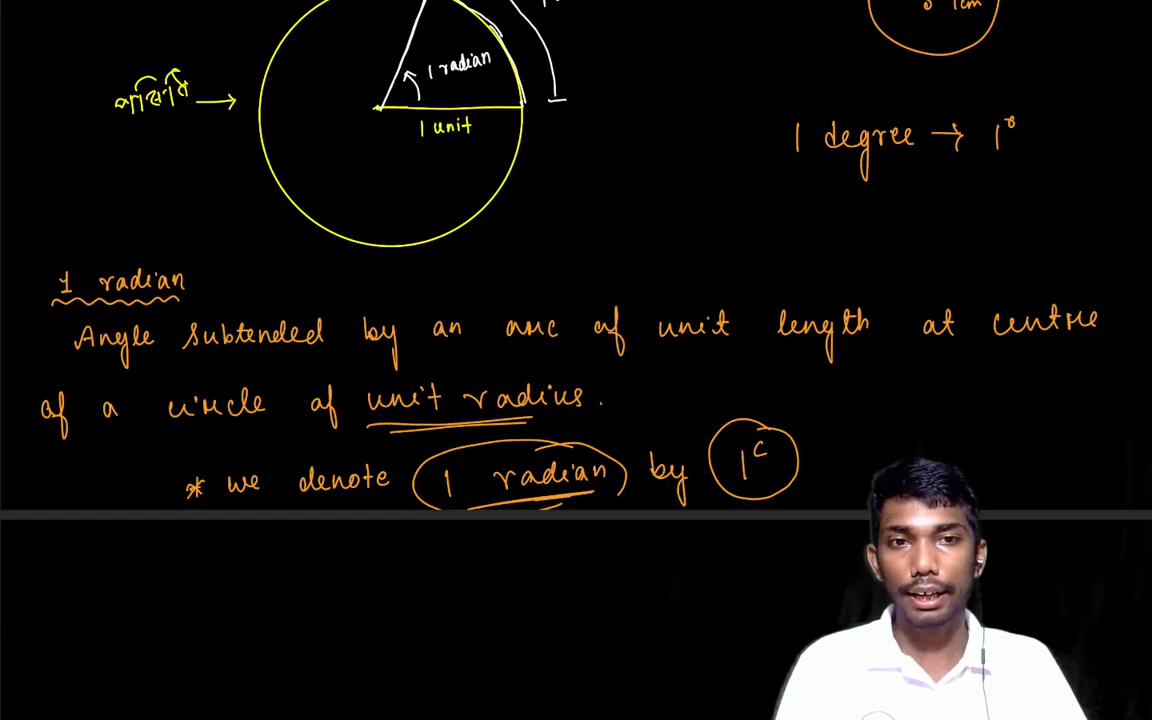 1cm
1 radian
1 unit
1 degree → 1°
1 radian
Angle subtended by an arc of unit length at centre
of a circle of unit radius.
* we denote 1 radian by 1ᶜ